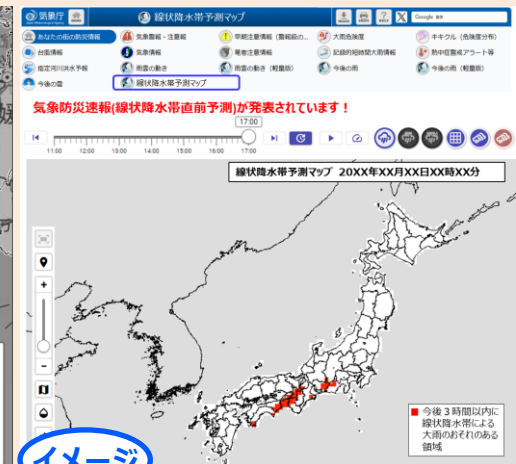 気象庁
線状降水帯予測マップ
Google 提供
あなたの街の防災情報
気象警報・注意報
早期注意情報（警報級の...
大雨危険度
キキクル（危険度分布）
台風情報
気象情報
竜巻注意情報
記録的短時間大雨情報
熱中症警戒アラート等
指定河川洪水予報
雨雲の動き
雨雲の動き（軽量版）
今後の雨
今後の雨（軽量版）
今後の雪
線状降水帯予測マップ
気象防災速報(線状降水帯直前予測)が発表されています！
17:00
11:00 12:00 13:00 14:00 15:00 16:00 17:00
線状降水帯予測マップ 20XX年XX月XX日XX時XX分
+
-
今後３時間以内に
線状降水帯による
大雨のおそれのある
領域
イメージ